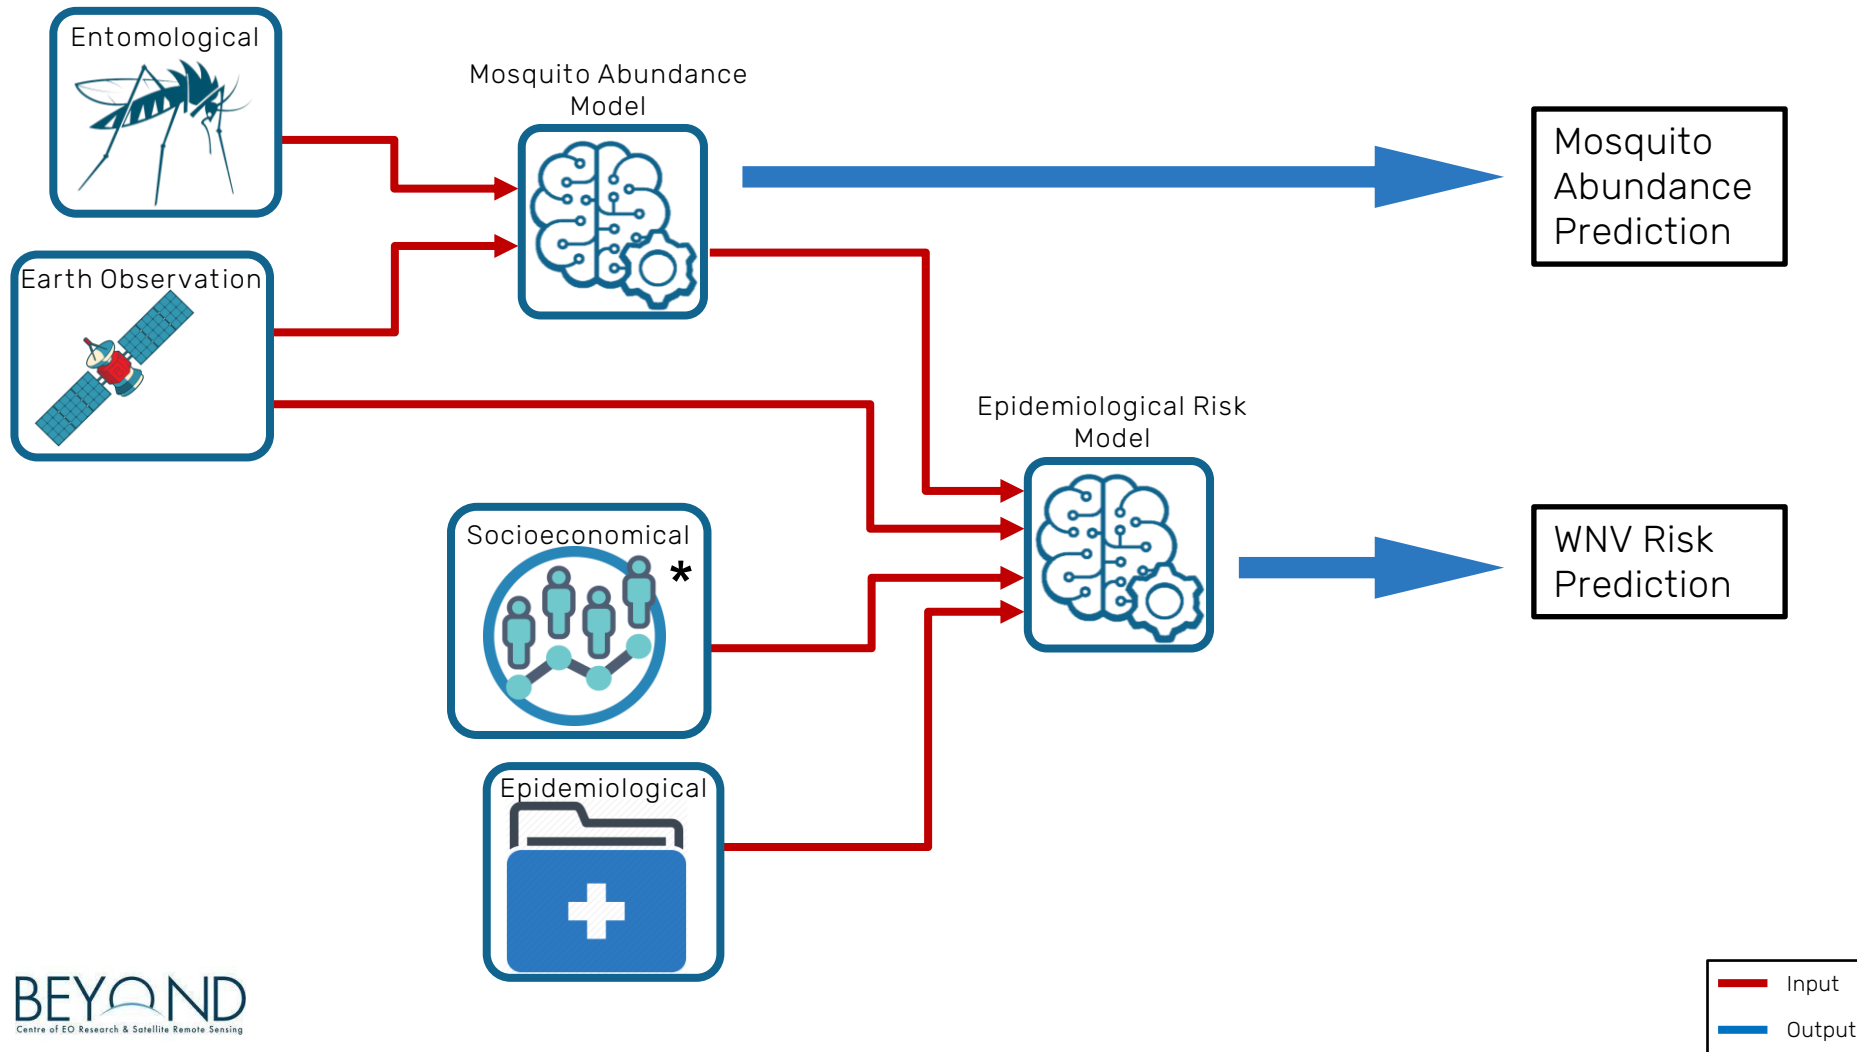 Entomological
Mosquito Abundance
Model
Mosquito
Abundance
Prediction
Earth Observation
Epidemiological Risk
Model
Socioeconomical
*
WNV Risk
Prediction
Epidemiological
BEYOND
Centre of EO Research & Satellite Remote Sensing
Input
Output